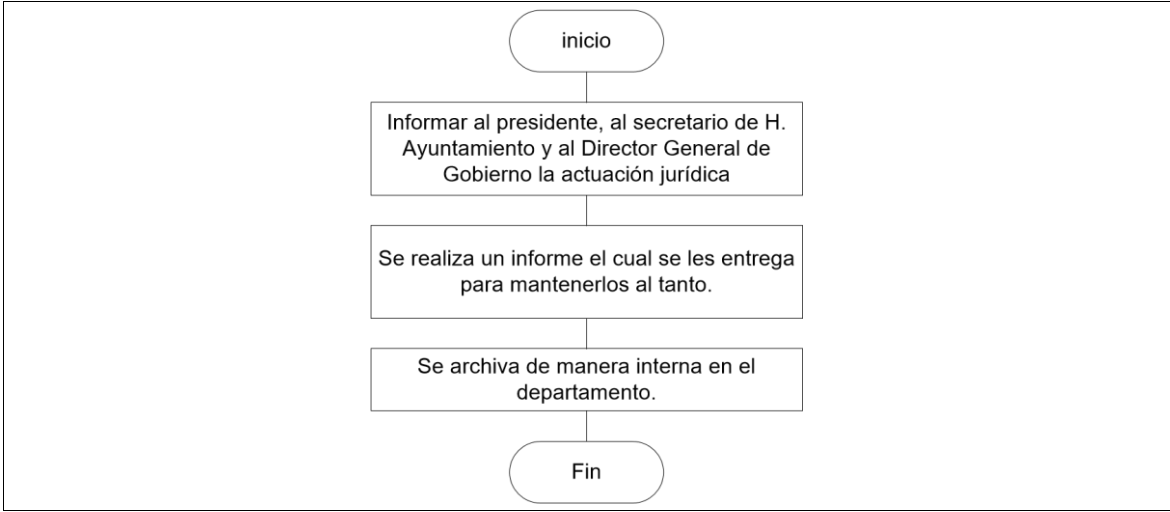 inicio
Informar al presidente, al secretario de H.
Ayuntamiento y al Director General de
Gobierno la actuación jurídica
Se realiza un informe el cual se les entrega
para mantenerlos al tanto.
Se archiva de manera interna en el
departamento.
Fin